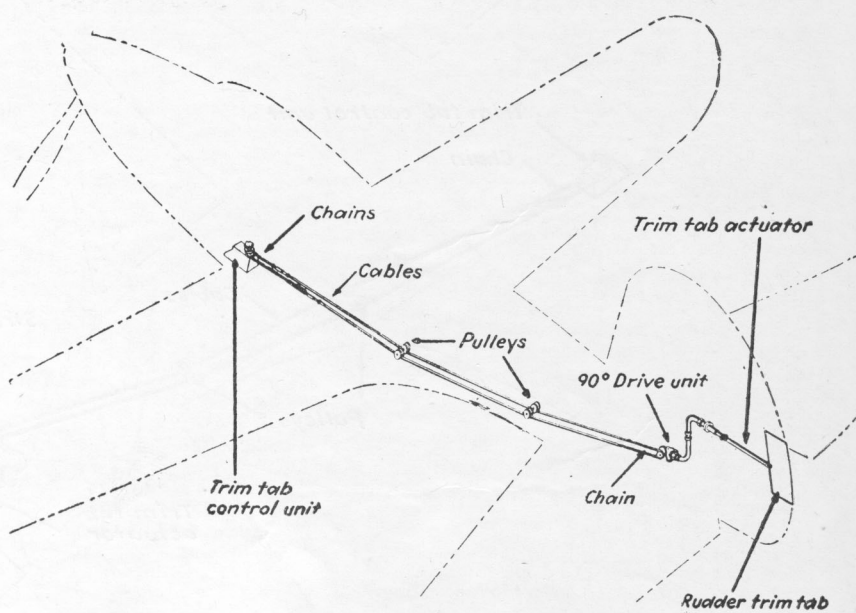 Chains
Cables
Trim tab actuator
Pulleys
90° Drive unit
Chain
Trim tab
control unit
Rudder trim tab